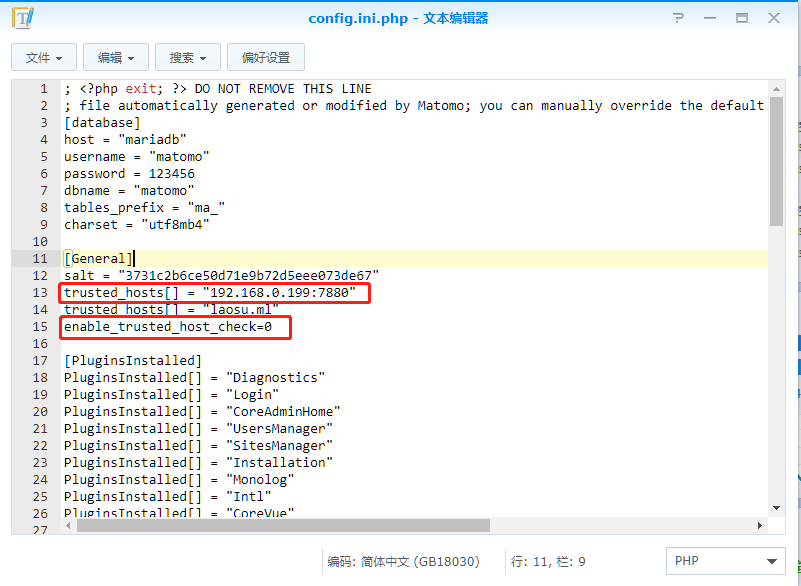 config.ini.php - 文本编辑器
文件 编辑 搜索 偏好设置
1 ; <?php exit; ?> DO NOT REMOVE THIS LINE
2 ; file automatically generated or modified by Matomo; you can manually override the default
3 [database]
4 host = "mariadb"
5 username = "matomo"
6 password = 123456
7 dbname = "matomo"
8 tables_prefix = "ma_"
9 charset = "utf8mb4"
10
11 [General]
12 salt = "3731c2b6ce50d71e9b72d5eee073de67"
13 trusted_hosts[] = "192.168.0.199:7880"
14 trusted_hosts[] = "laosu.ml"
15 enable_trusted_host_check=0
16
17 [PluginsInstalled]
18 PluginsInstalled[] = "Diagnostics"
19 PluginsInstalled[] = "Login"
20 PluginsInstalled[] = "CoreAdminHome"
21 PluginsInstalled[] = "UsersManager"
22 PluginsInstalled[] = "SitesManager"
23 PluginsInstalled[] = "Installation"
24 PluginsInstalled[] = "Monolog"
25 PluginsInstalled[] = "Intl"
26 PluginsInstalled[] = "CoreVue"
27
编码: 简体中文 (GB18030) 行: 11, 栏: 9 PHP